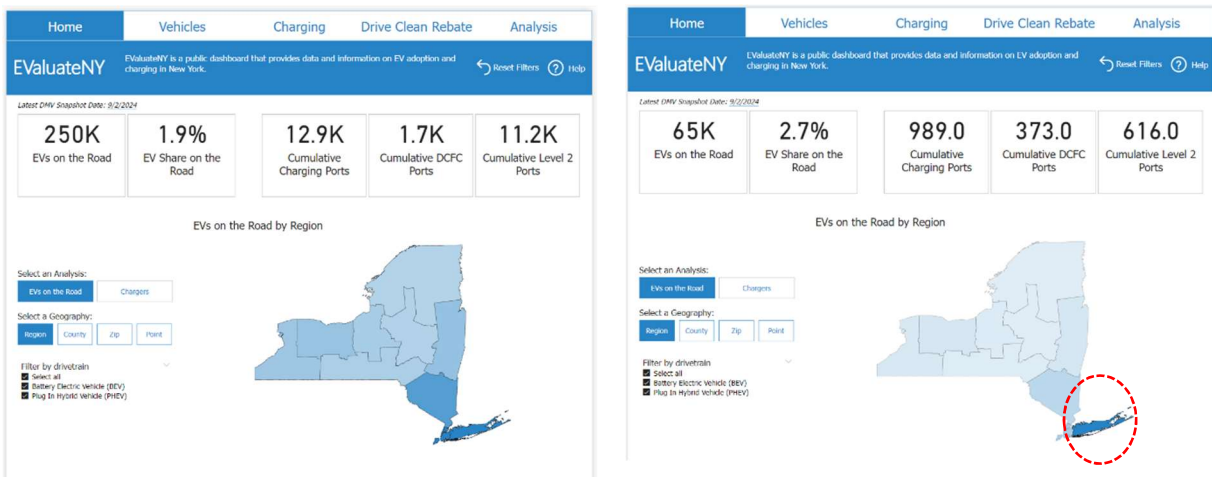 Home Vehicles Charging Drive Clean Rebate Analysis
EValuateNY
EValuateNY is a public dashboard that provides data and information on EV adoption and
charging in New York.
Reset Filters ? Help
Latest DMV Snapshot Date: 9/2/2024
250K
EVs on the Road
1.9%
EV Share on the
Road
12.9K
Cumulative
Charging Ports
1.7K
Cumulative DCFC
Ports
11.2K
Cumulative Level 2
Ports
EVs on the Road by Region
Select an Analysis:
EVs on the Road Chargers
Select a Geography:
Region County Zip Point
Filter by drivetrain
Select all
Battery Electric Vehicle (BEV)
Plug In Hybrid Vehicle (PHEV)
Home Vehicles Charging Drive Clean Rebate Analysis
EValuateNY
EValuateNY is a public dashboard that provides data and information on EV adoption and
charging in New York.
Reset Filters ? Help
Latest DMV Snapshot Date: 9/2/2024
65K
EVs on the Road
2.7%
EV Share on the
Road
989.0
Cumulative
Charging Ports
373.0
Cumulative DCFC
Ports
616.0
Cumulative Level 2
Ports
EVs on the Road by Region
Select an Analysis:
EVs on the Road Chargers
Select a Geography:
Region County Zip Point
Filter by drivetrain
Select all
Battery Electric Vehicle (BEV)
Plug In Hybrid Vehicle (PHEV)